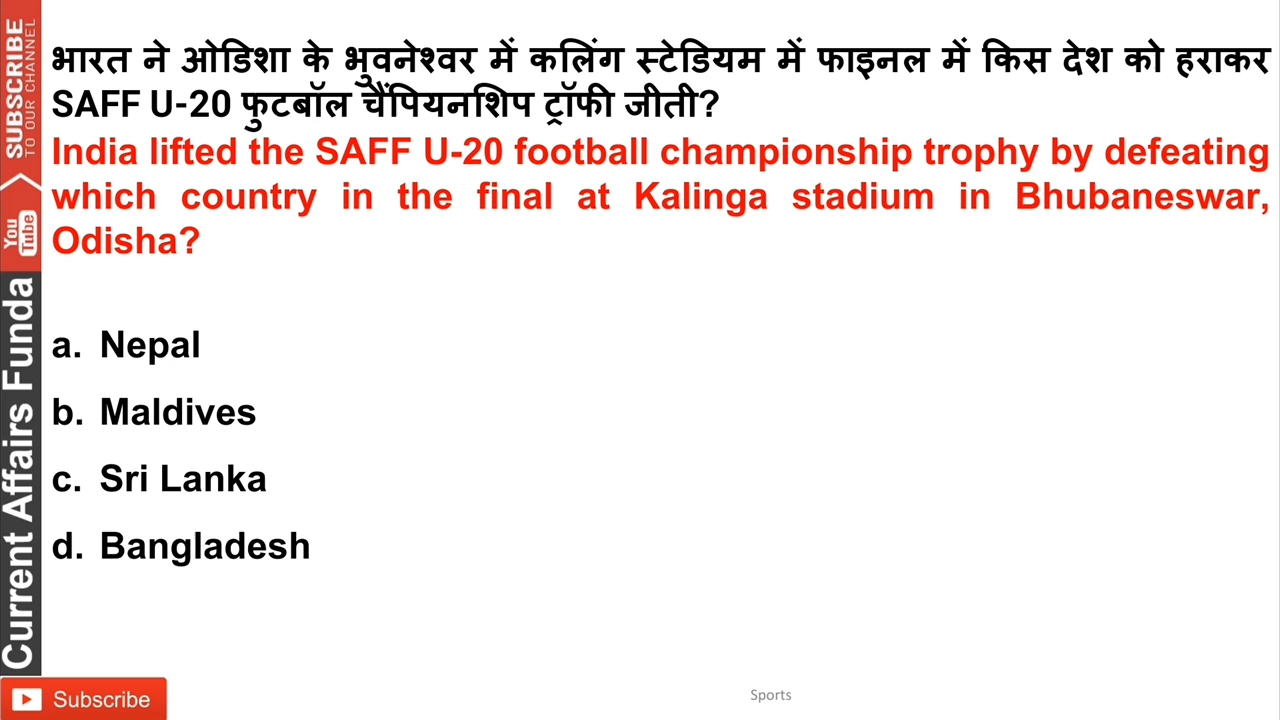 भारत ने ओडिशा के भुवनेश्वर में कलिंग स्टेडियम में फाइनल में किस देश को हराकर
SAFF U-20 फुटबॉल चैंपियनशिप ट्रॉफी जीती?
India lifted the SAFF U-20 football championship trophy by defeating
which country in the final at Kalinga stadium in Bhubaneswar,
Odisha?
a. Nepal
b. Maldives
c. Sri Lanka
d. Bangladesh
SUBSCRIBE
TO OUR CHANNEL
You
Tube
Current Affairs Funda
Subscribe
Sports